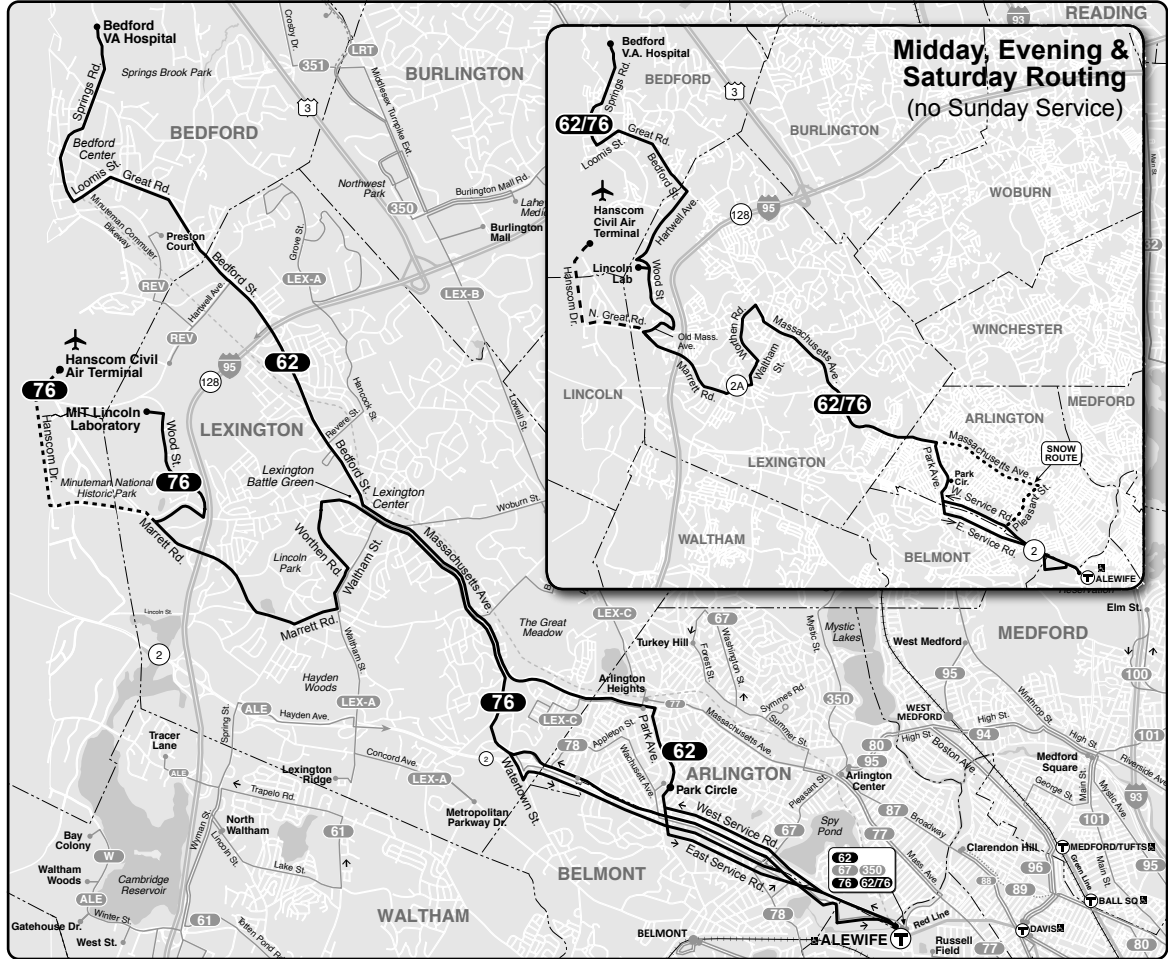 Bedford
VA Hospital
Springs Brook Park
Springs Rd.
Crosby Dr.
LRT
351
3
Middlesex Turnpike Ext.
BURLINGTON
BEDFORD
Bedford
Center
Loomis St.
Great Rd.
Minuteman Commuter
Bikeway
Preston
Court
Northwest
Park
350
Burlington Mall Rd.
Burlington
Mall
Grove St.
Bedford St.
Hartwell Ave.
LEX-A
LEX-B
REV
REV
95
128
62
Hanscom Civil
Air Terminal
76
MIT Lincoln
Laboratory
Hanscom Dr.
Wood St.
76
LEXINGTON
Hancock St.
Revere St.
Bedford St.
Lowell St.
Minuteman National
Historic Park
Lexington
Battle Green
Lexington
Center
Woburn St.
Marrett Rd.
Worthen Rd.
Lincoln
Park
Waltham St.
Massachusetts Ave.
Marrett Rd.
Lincoln St.
2
Waltham St.
The Great
Meadow
Hayden
Woods
LEX-A
ALE
Hayden Ave.
Spring St.
Tracer
Lane
ALE
Lexington
Ridge
Concord Ave.
LEX-A
Trapelo Rd.
Metropolitan
Parkway Dr.
North
Waltham
Wyman St.
Lincoln St.
61
Lake St.
Bay
Colony
W
Waltham
Woods
Cambridge
Reservoir
ALE
Gatehouse Dr.
Winter St.
West St.
61
Totten Pond Rd.
WALTHAM
BELMONT
76
2
Watertown St.
LEX-C
78
Appleton St.
Wachusett Ave.
Arlington
Heights
77
Park Ave.
62
Park Circle
ARLINGTON
LEX-C
Turkey Hill
67
Forest St.
Washington St.
Symmes Rd.
Summer St.
Massachusetts Ave.
Mystic St.
Mystic
Lakes
350
80
95
Arlington
Center
Pleasant St.
West Service Rd.
East Service Rd.
67
Spy
Pond
87
77
Broadway
Mass Ave.
62
67 350
76 62/76
78
BELMONT
ALEWIFE
Red Line
Russell
Field
77
DAVIS
80
BALL SQ
Green Line
MEDFORD/TUFTS
Clarendon Hill
86
89
96
95
Main St.
101
Mystic Ave.
Main St.
George St.
Medford
Square
93
Riverside Ave.
101
High St.
94
High St.
WEST
MEDFORD
Boston Ave.
95
West Medford
Winthrop St.
MEDFORD
100
Elm St.
READING
93
Main St.
Midday, Evening &
Saturday Routing
(no Sunday Service)
Bedford
V.A. Hospital
BEDFORD
Springs Rd.
3
62/76
Great Rd.
Loomis St.
Bedford St.
BURLINGTON
WOBURN
Hanscom
Civil Air
Terminal
Hartwell Ave.
128
95
Lincoln
Lab
Wood St
Hanscom Dr.
N. Great Rd.
Old Mass.
Ave.
Marrett Rd.
2A
Worthen Rd.
Waltham
St.
Massachusetts Ave.
WINCHESTER
LINCOLN
62/76
MEDFORD
ARLINGTON
Massachusetts Ave.
SNOW
ROUTE
LEXINGTON
Park Ave.
Park
Cir.
W. Service Rd.
E. Service Rd.
Pleasant St.
WALTHAM
BELMONT
2
ALEWIFE